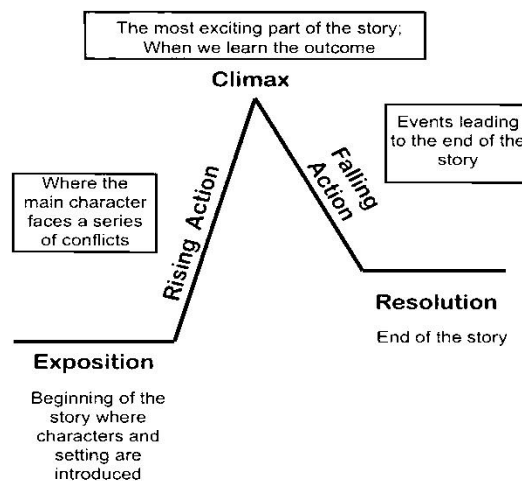 The most exciting part of the story;
When we learn the outcome
Climax
Events leading
to the end of the
story
Where the
main character
faces a series
of conflicts
Rising Action
Falling
Action
Resolution
End of the story
Exposition
Beginning of the
story where
characters and
setting are
introduced